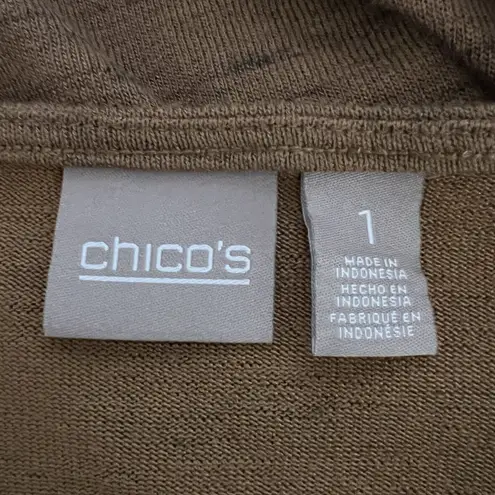 chico's
1
MADE IN
INDONESIA
HECHO EN
INDONESIA
FABRIQUÉ EN
INDONÉSIE